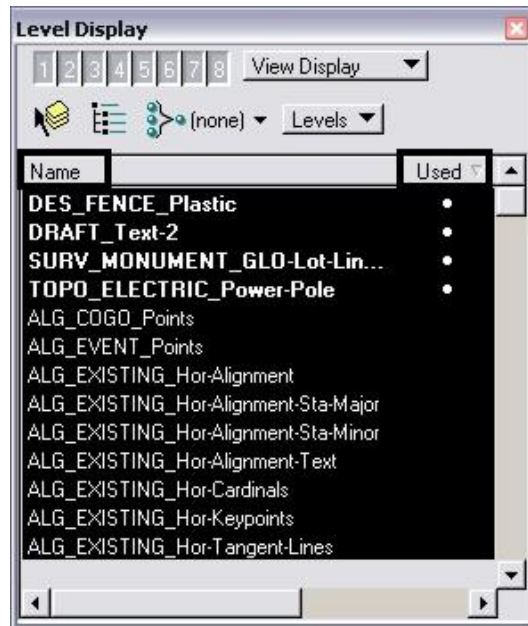 Level Display
1 2 3 4 5 6 7 8 View Display
(none) Levels
Name Used
DES_FENCE_Plastic
DRAFT_Text-2
SURV_MONUMENT_GLO-Lot-Lin...
TOPO_ELECTRIC_Power-Pole
ALG_COGO_Points
ALG_EVENT_Points
ALG_EXISTING_Hor-Alignment
ALG_EXISTING_Hor-Alignment-Sta-Major
ALG_EXISTING_Hor-Alignment-Sta-Minor
ALG_EXISTING_Hor-Alignment-Text
ALG_EXISTING_Hor-Cardinals
ALG_EXISTING_Hor-Keypoints
ALG_EXISTING_Hor-Tangent-Lines